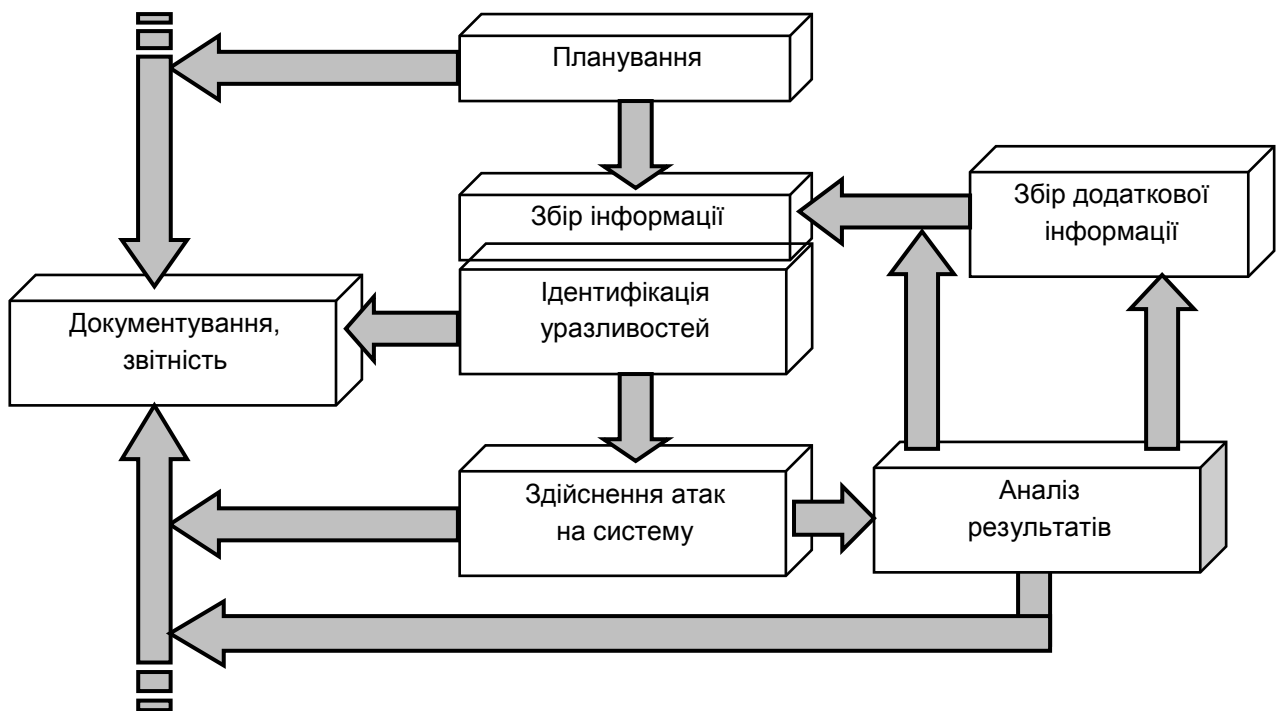 Планування
Збір інформації
Збір додаткової
інформації
Ідентифікація
уразливостей
Документування,
звітність
Здійснення атак
на систему
Аналіз
результатів